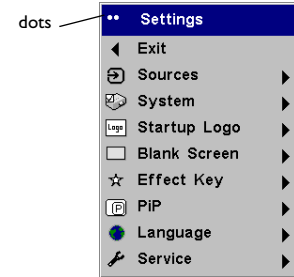 dots
Settings
Exit
Sources
System
Logo Startup Logo
Blank Screen
Effect Key
P PiP
Language
Service